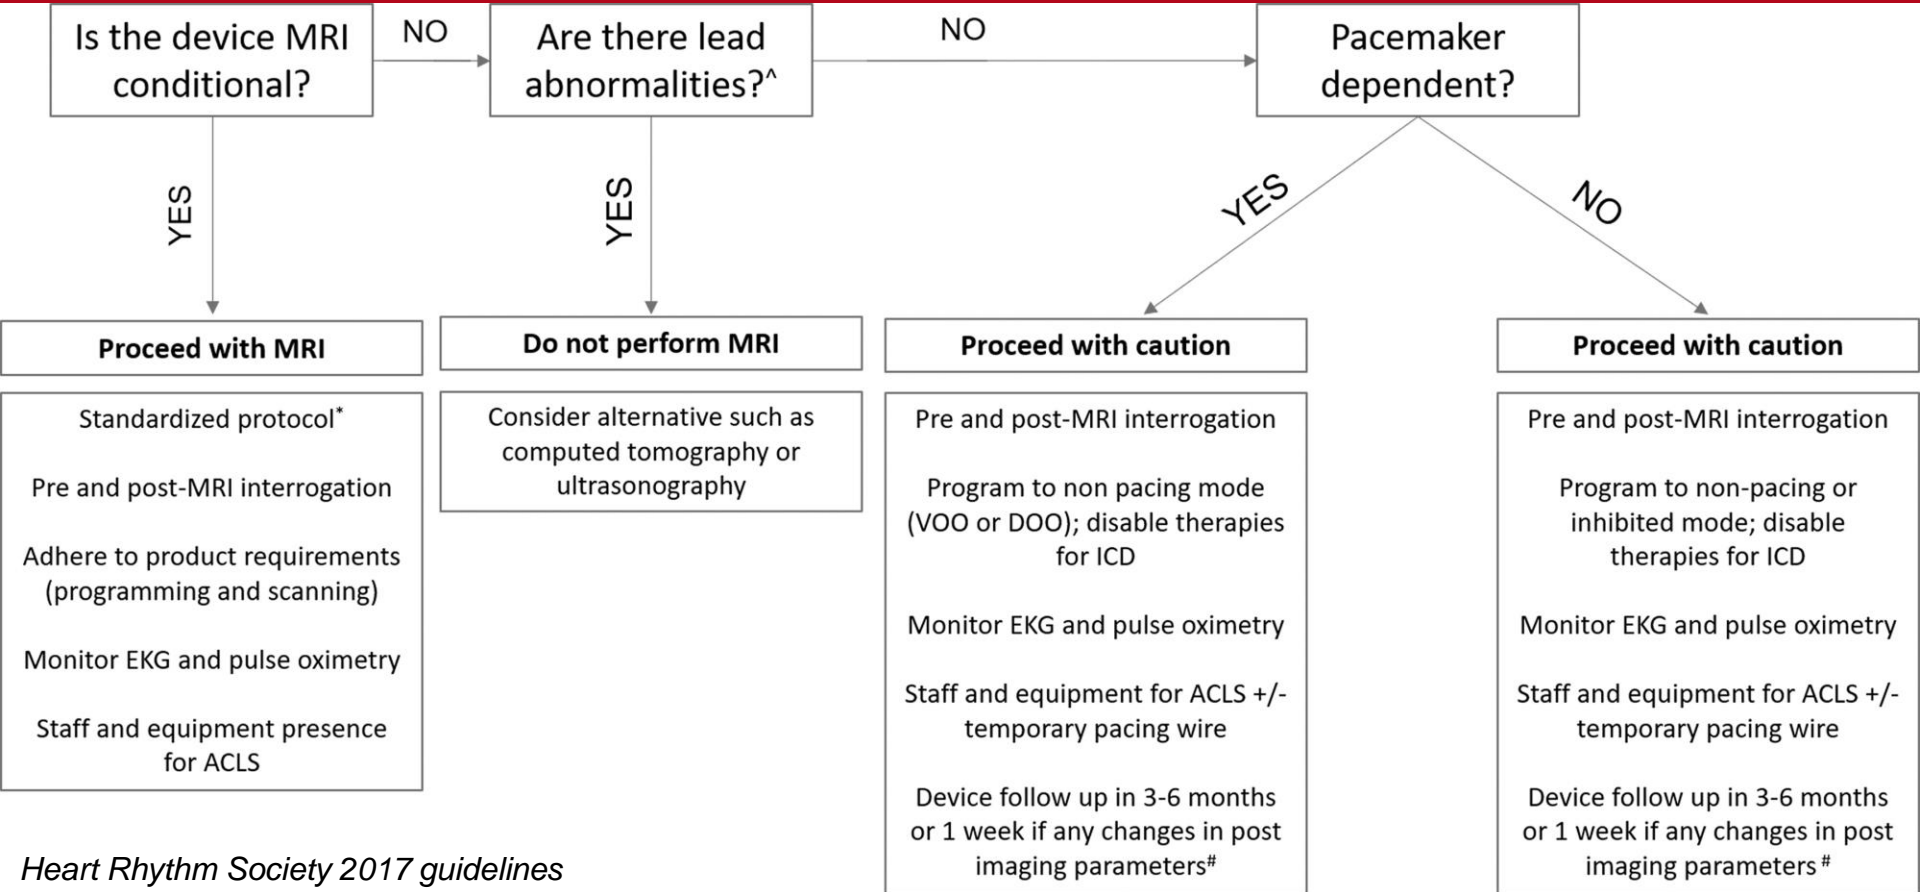 Is the device MRI
conditional?
NO
Are there lead
abnormalities?^
NO
Pacemaker
dependent?
YES
YES
YES
NO
Proceed with MRI
Standardized protocol*
Pre and post-MRI interrogation
Adhere to product requirements
(programming and scanning)
Monitor EKG and pulse oximetry
Staff and equipment presence
for ACLS
Do not perform MRI
Consider alternative such as
computed tomography or
ultrasonography
Proceed with caution
Pre and post-MRI interrogation
Program to non pacing mode
(VOO or DOO); disable therapies
for ICD
Monitor EKG and pulse oximetry
Staff and equipment for ACLS +/-
temporary pacing wire
Device follow up in 3-6 months
or 1 week if any changes in post
imaging parameters#
Proceed with caution
Pre and post-MRI interrogation
Program to non-pacing or
inhibited mode; disable
therapies for ICD
Monitor EKG and pulse oximetry
Staff and equipment for ACLS +/-
temporary pacing wire
Device follow up in 3-6 months
or 1 week if any changes in post
imaging parameters #
Heart Rhythm Society 2017 guidelines